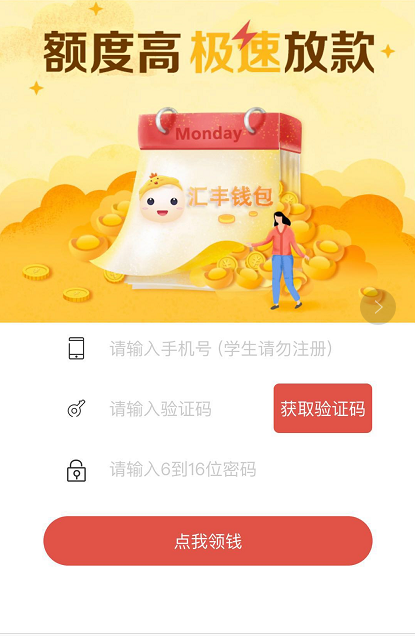 额度高 极速放款
Monday
汇丰钱包
请输入手机号 (学生请勿注册)
请输入验证码
获取验证码
请输入6到16位密码
点我领钱